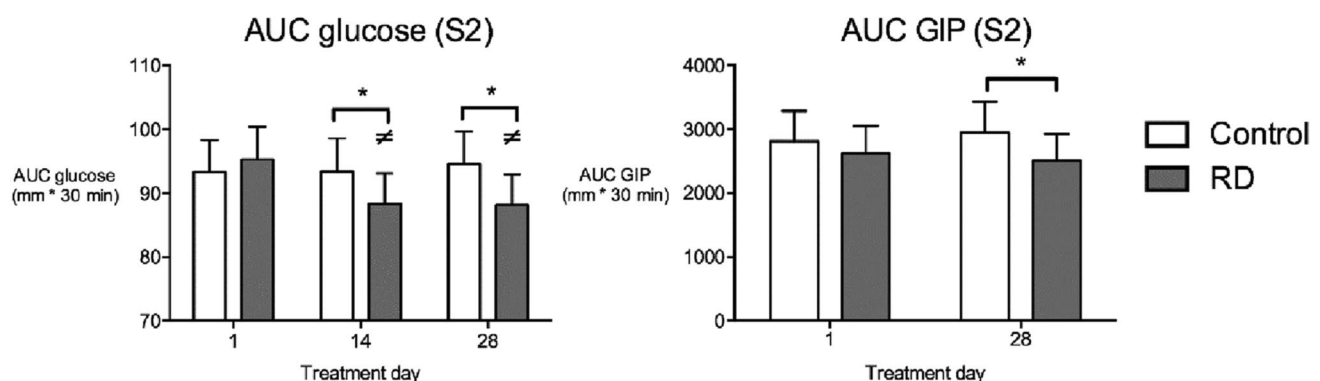 AUC glucose (S2)
110
100
90
80
70
AUC glucose
(mm * 30 min)
*
≠
*
≠
1
14
28
Treatment day
AUC GIP (S2)
4000
3000
2000
1000
0
AUC GIP
(mm * 30 min)
*
1
28
Treatment day
Control
RD